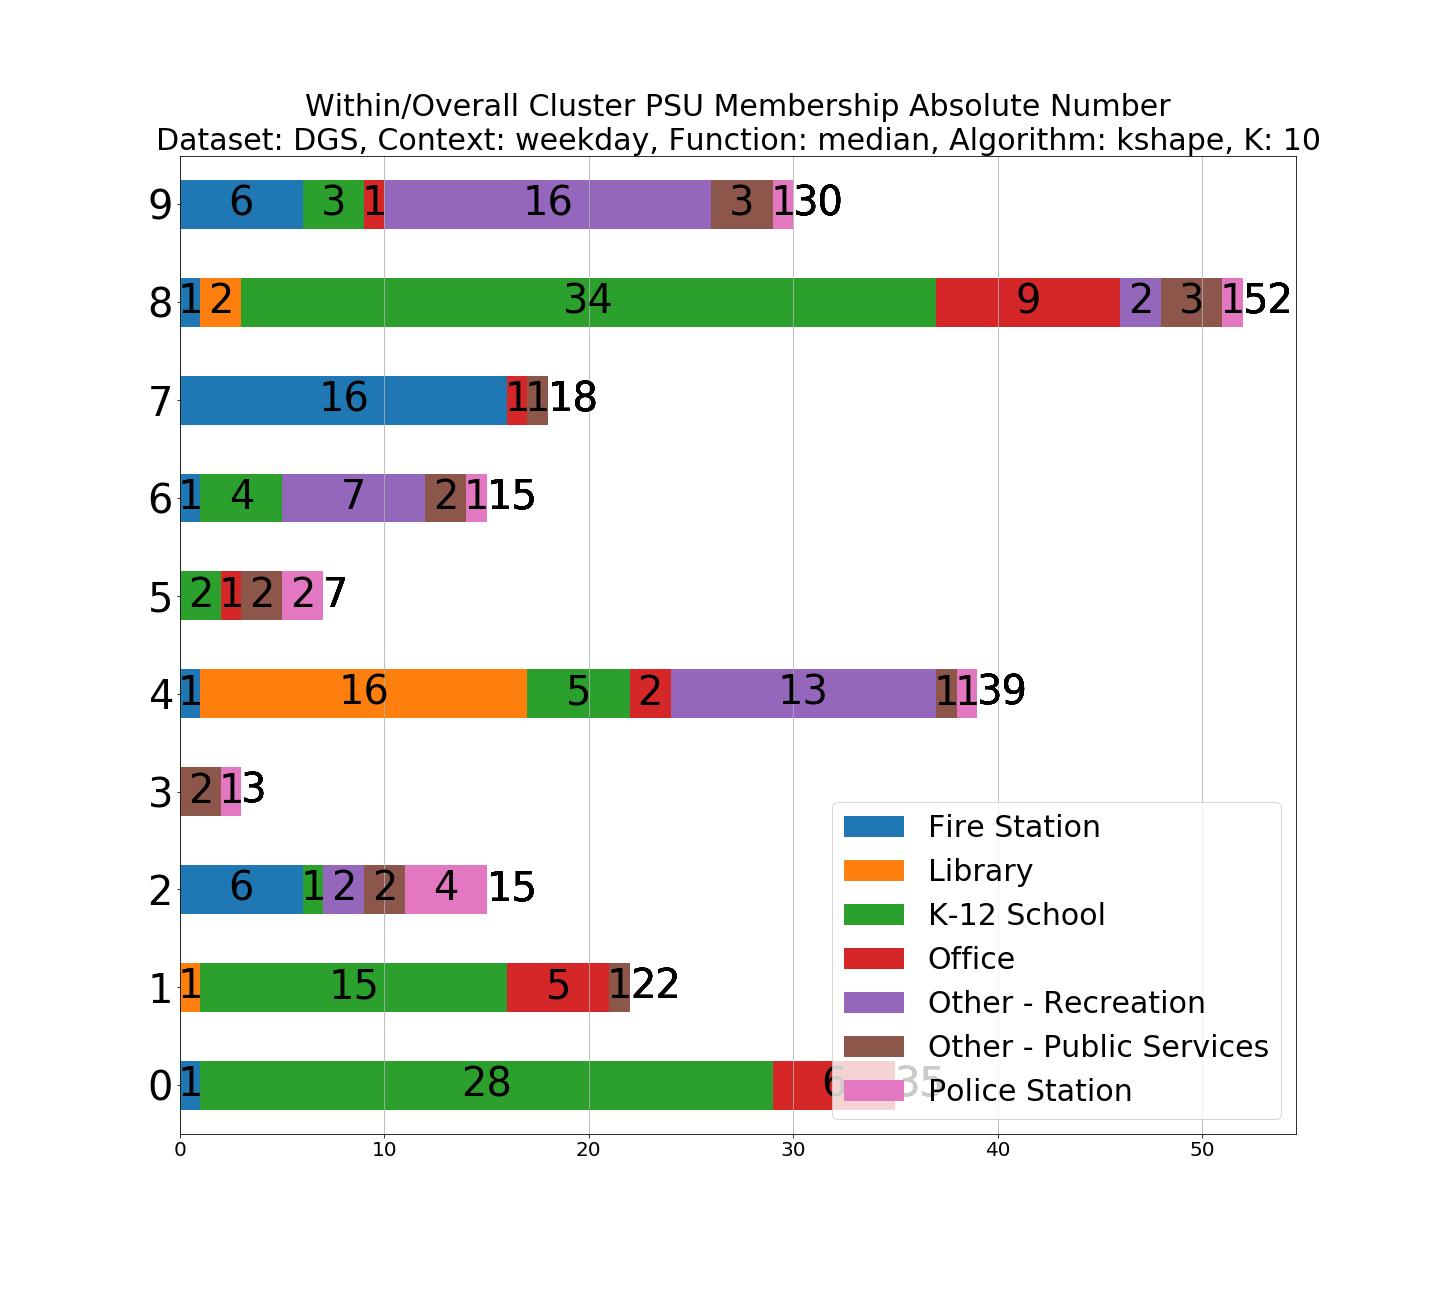 Within/Overall Cluster PSU Membership Absolute Number
Dataset: DGS, Context: weekday, Function: median, Algorithm: kshape, K: 10
9 6 3 1 16 3 1 30
8 1 2 34 9 2 3 1 52
7 16 1 1 18
6 1 4 7 2 1 15
5 2 1 2 2 7
4 1 16 5 2 13 1 1 39
3 2 1 3
2 6 1 2 2 4 15
1 1 15 5 1 22
0 1 28 6 35
Fire Station
Library
K-12 School
Office
Other - Recreation
Other - Public Services
Police Station
0 10 20 30 40 50